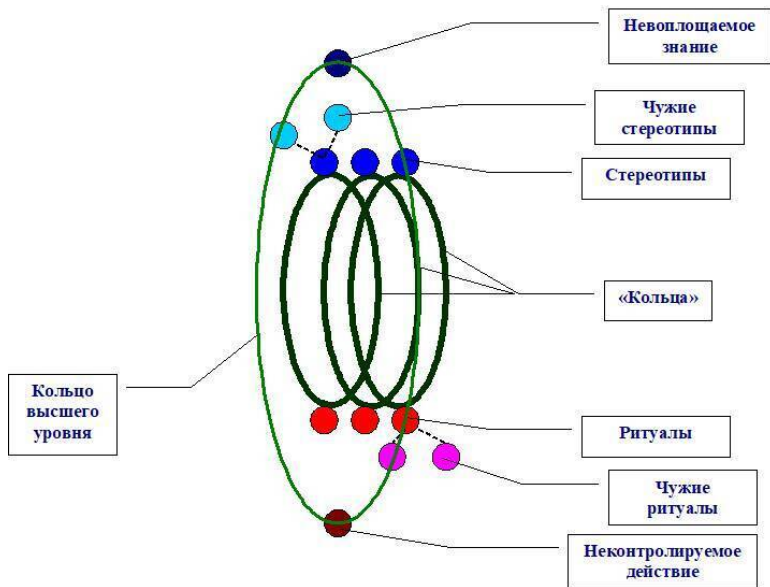 Невоплощаемое
знание
Чужие
стереотипы
Стереотипы
«Кольца»
Кольцо
высшего
уровня
Ритуалы
Чужие
ритуалы
Неконтролируемое
действие